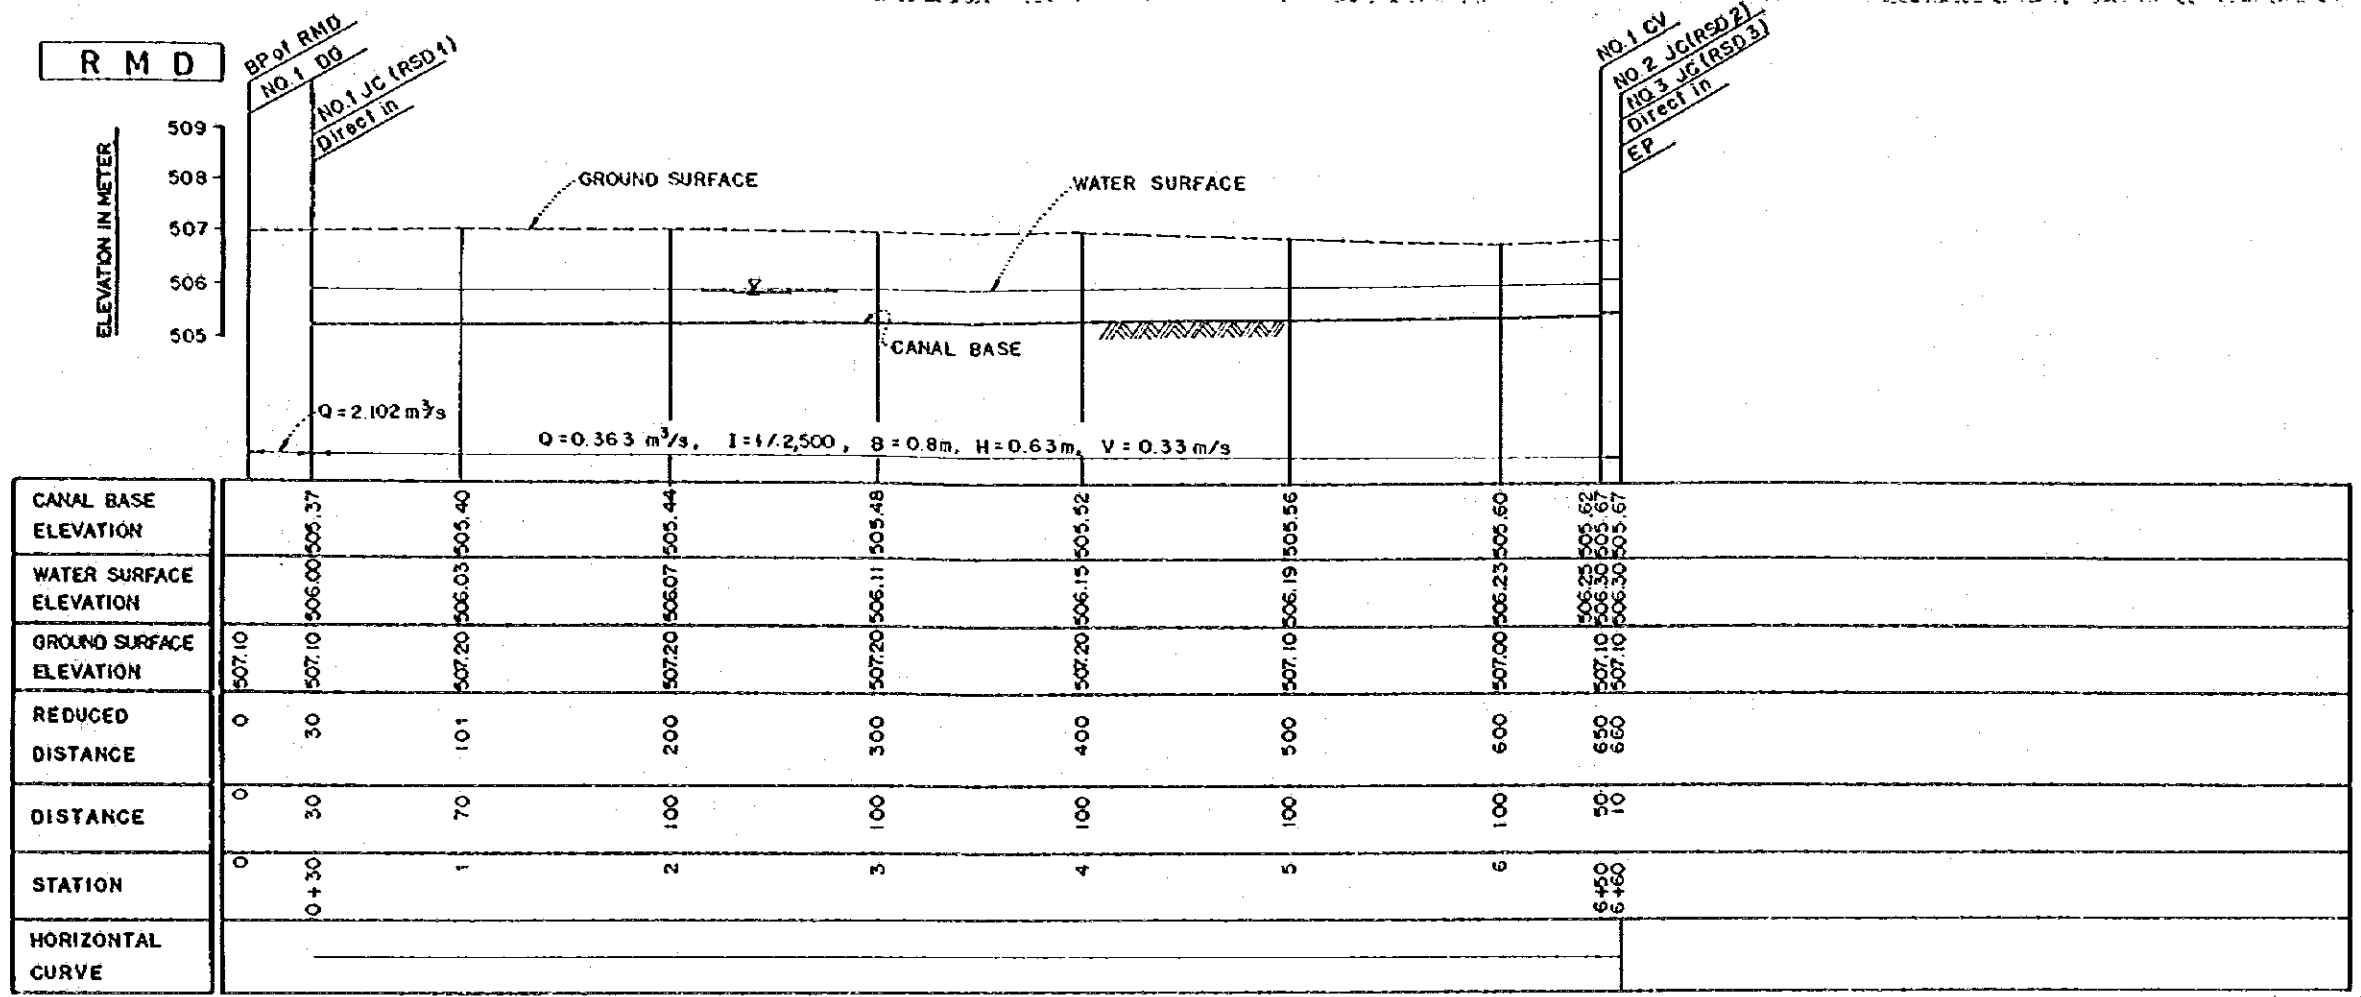 R M D
BP of RMD
NO. 1 DG
NO. 1 JC (RSD 1)
Direct in
NO. 1 CV
NO. 2 JC (RSD 2)
NO. 3 JC (RSD 3)
Direct in
EP
ELEVATION IN METER
509
508
507
506
505
GROUND SURFACE
WATER SURFACE
CANAL BASE
Q = 2.102 m³/s
Q = 0.363 m³/s, I = 1/2,500, B = 0.8m, H = 0.63m, V = 0.33 m/s
CANAL BASE ELEVATION 505.37 505.40 505.44 505.48 505.52 505.56 505.60 505.62 505.67 505.67
WATER SURFACE ELEVATION 506.00 506.03 506.07 506.11 506.15 506.19 506.23 506.25 506.30 506.30
GROUND SURFACE ELEVATION 507.10 507.10 507.20 507.20 507.20 507.20 507.10 507.00 507.10 507.10
REDUCED DISTANCE 0 30 101 200 300 400 500 600 650 660
DISTANCE 0 30 70 100 100 100 100 100 50 10
STATION 0 0+30 1 2 3 4 5 6 6+50 6+60
HORIZONTAL CURVE